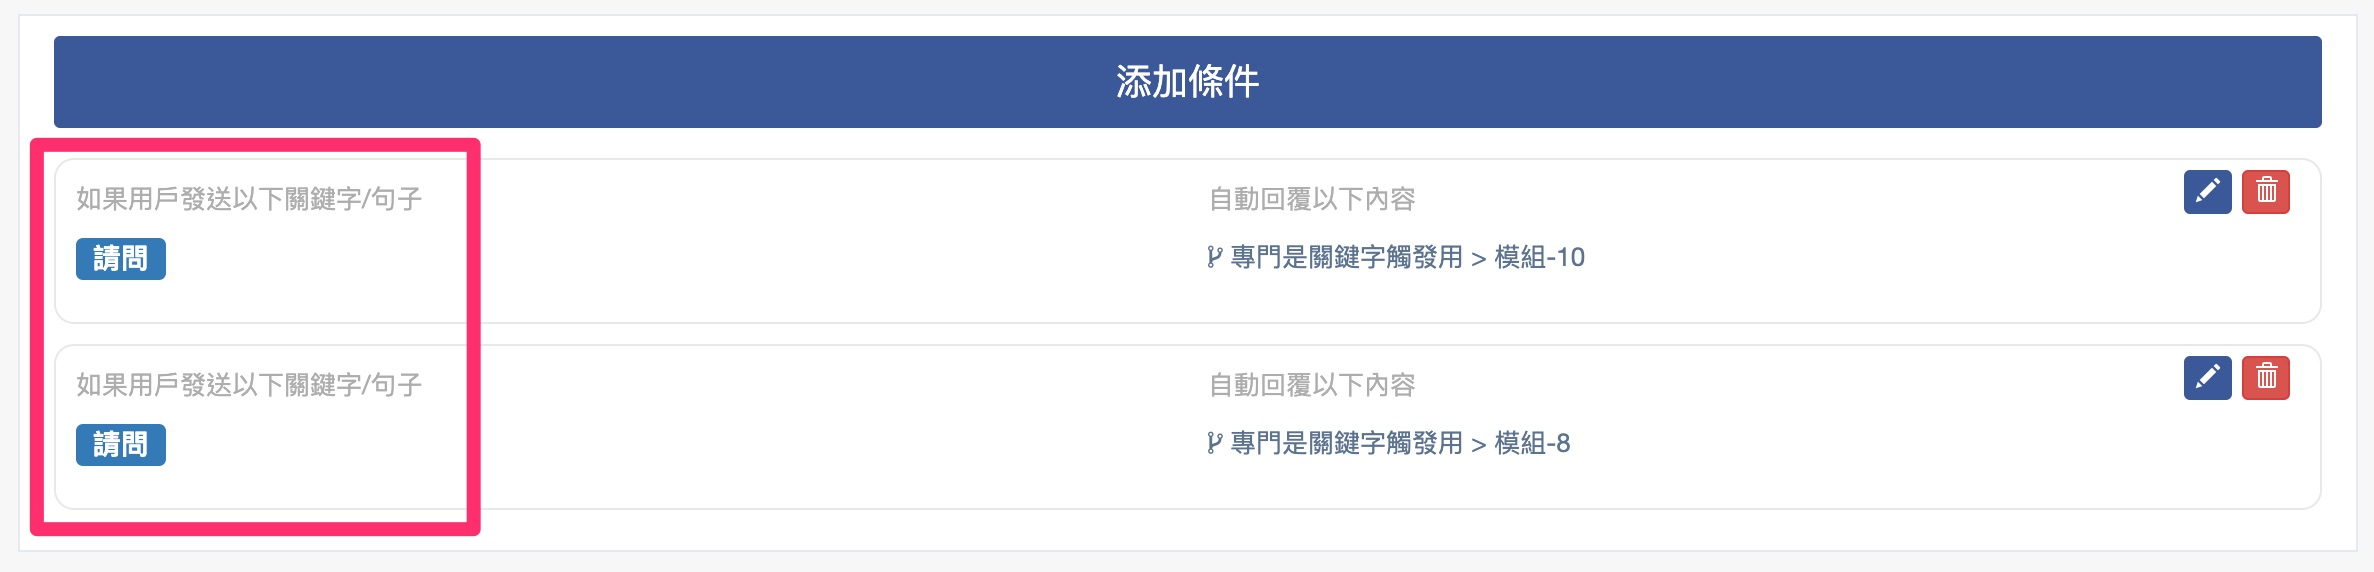 添加條件
如果用戶發送以下關鍵字/句子
自動回覆以下內容
請問
專門是關鍵字觸發用 > 模組-10
如果用戶發送以下關鍵字/句子
自動回覆以下內容
請問
專門是關鍵字觸發用 > 模組-8